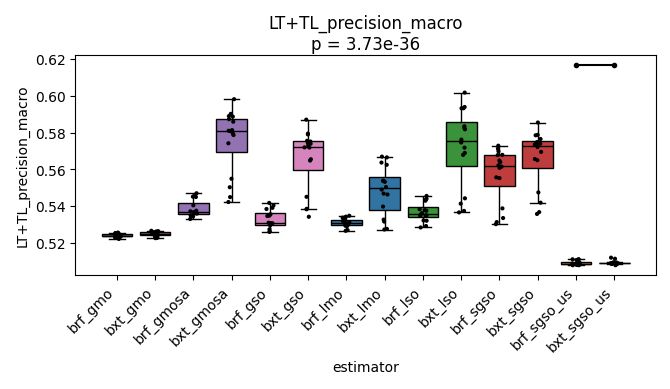 LT+TL_precision_macro
p = 3.73e-36
LT+TL_precision_macro
0.62
0.60
0.58
0.56
0.54
0.52
brf_gmo
bxt_gmo
brf_gmosa
bxt_gmosa
brf_gso
bxt_gso
brf_lmo
bxt_lmo
brf_lso
bxt_lso
brf_sgso
bxt_sgso
brf_sgso_us
bxt_sgso_us
estimator